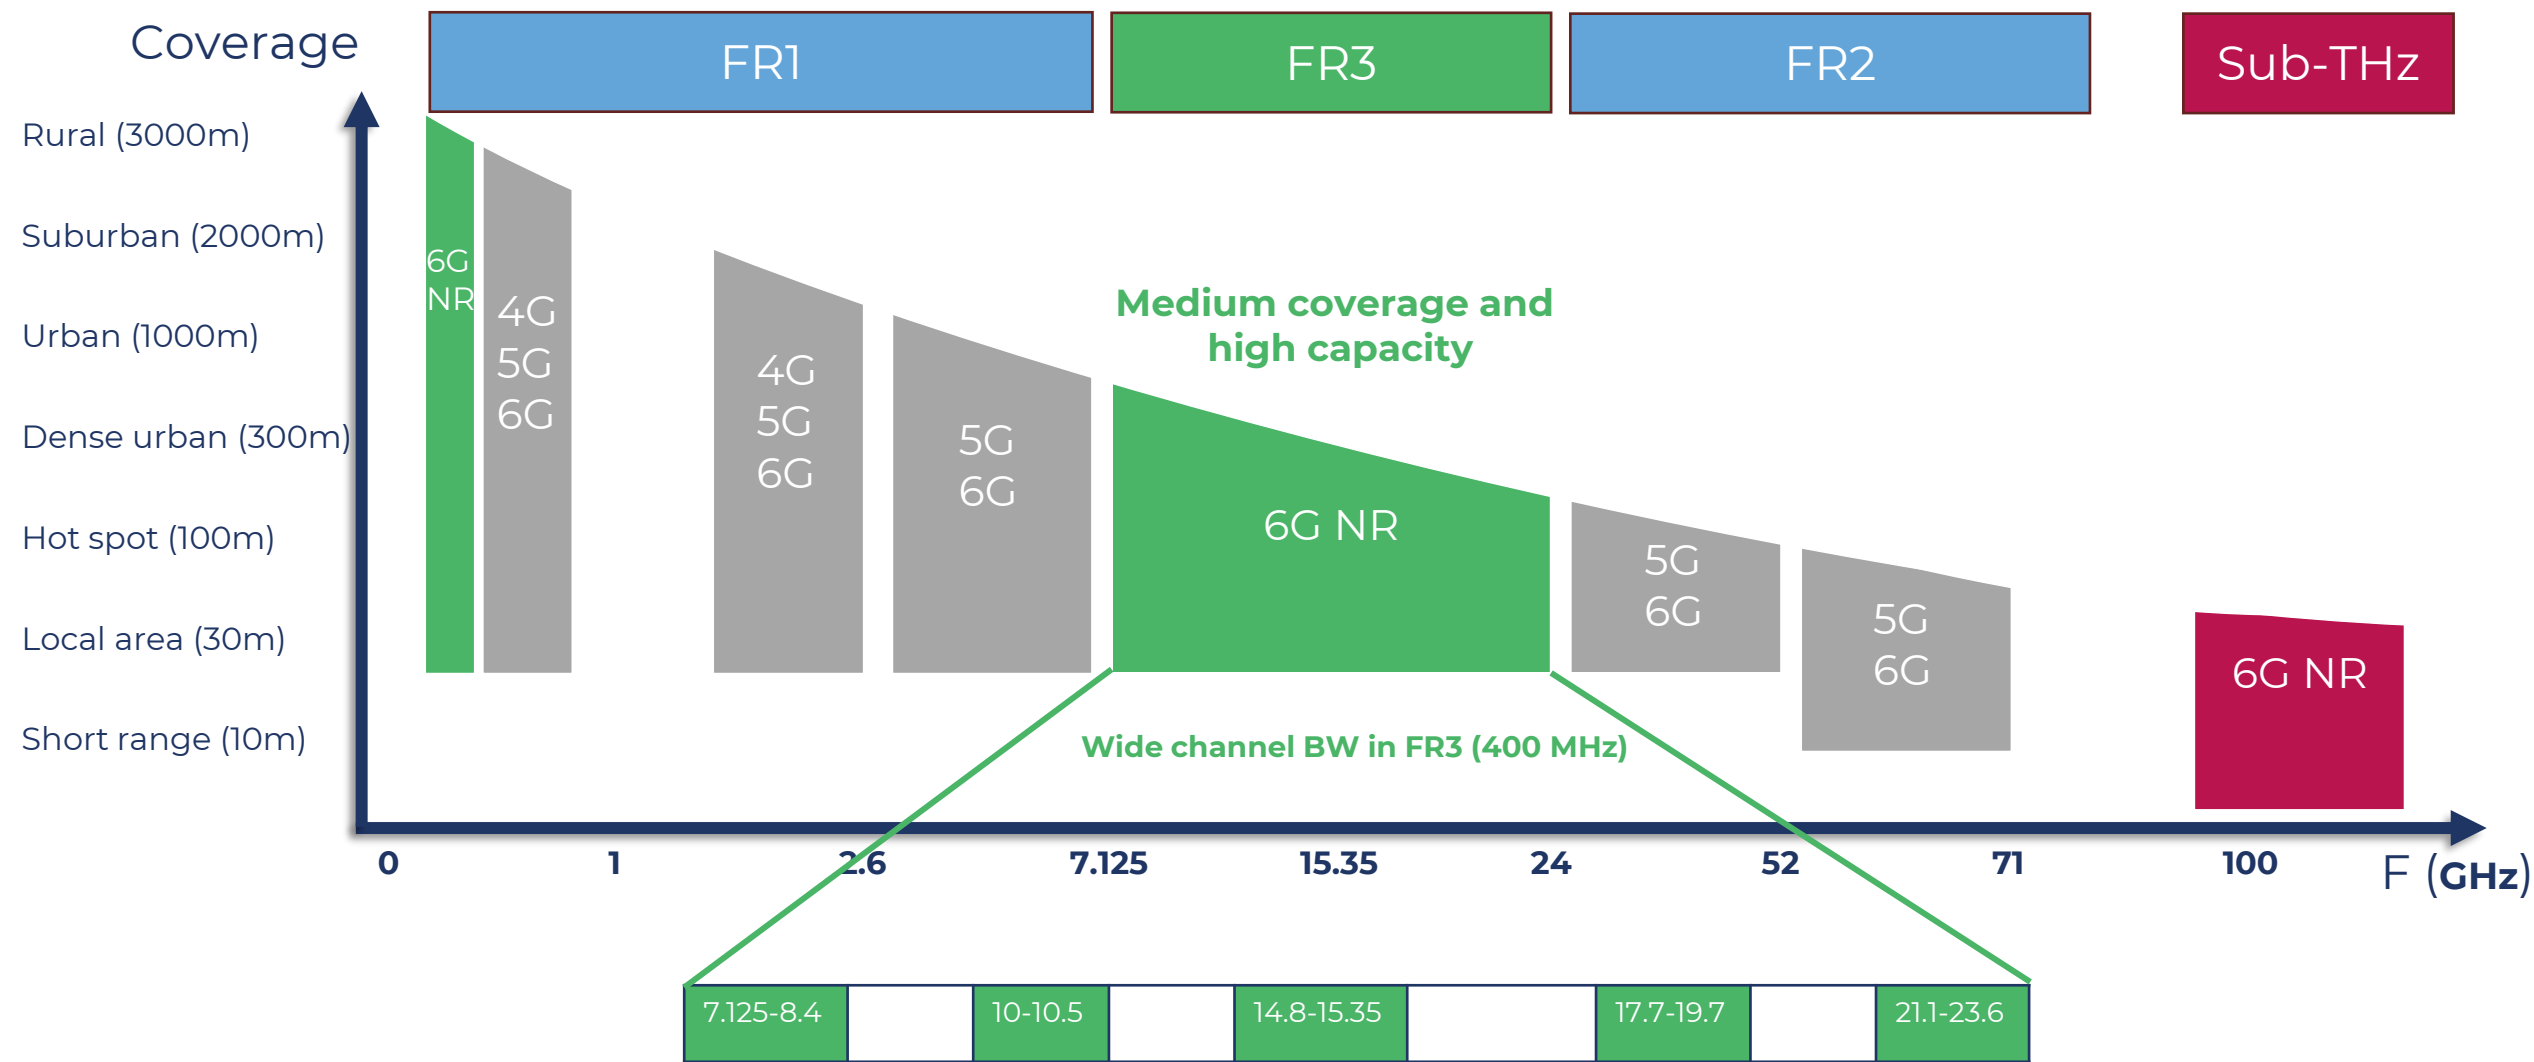 Coverage
FR1
FR3
FR2
Sub-THz
Rural (3000m)
Suburban (2000m)
Urban (1000m)
Dense urban (300m)
Hot spot (100m)
Local area (30m)
Short range (10m)
6G
NR
4G
5G
6G
4G
5G
6G
5G
6G
Medium coverage and
high capacity
6G NR
5G
6G
5G
6G
6G NR
Wide channel BW in FR3 (400 MHz)
0
1
2.6
7.125
15.35
24
52
71
100
F (GHz)
7.125-8.4
10-10.5
14.8-15.35
17.7-19.7
21.1-23.6